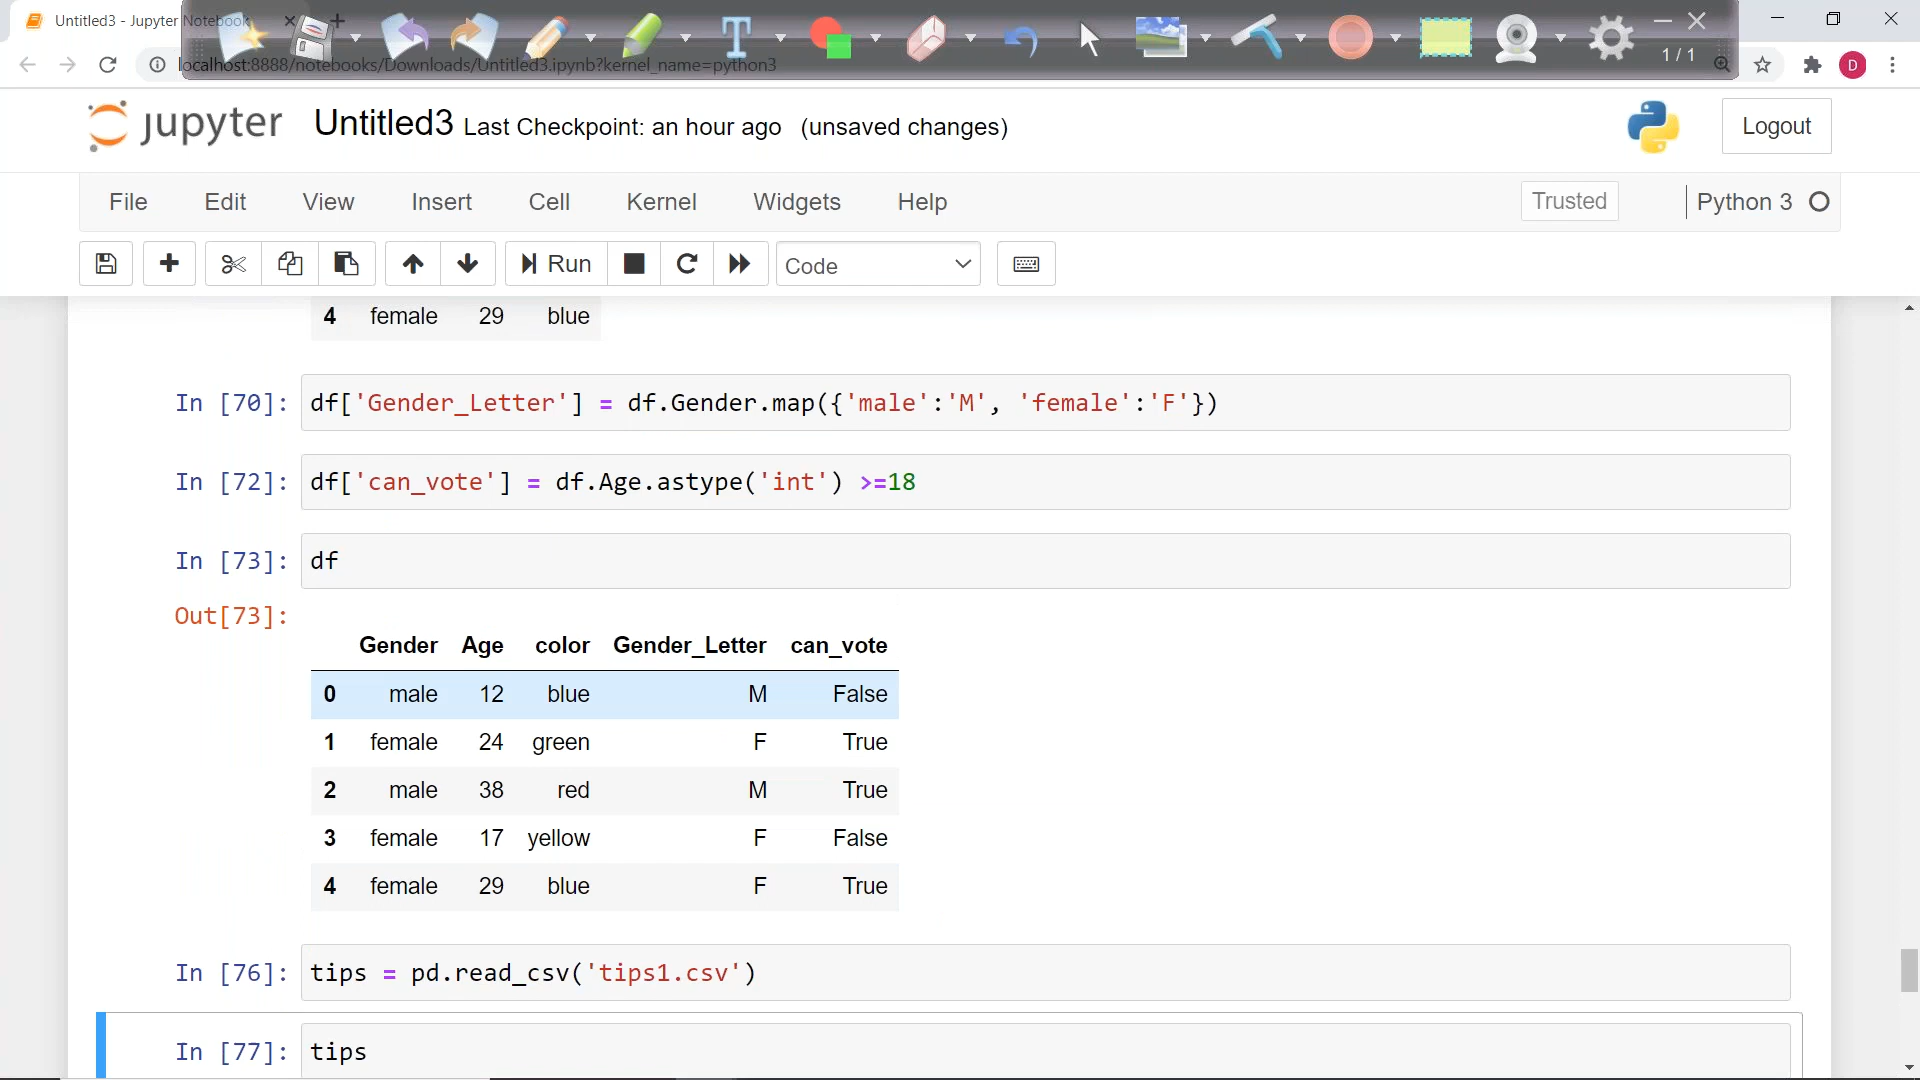 Untitled3 - Jupyter Notebook
localhost:8888/notebooks/Downloads/Untitled3.ipynb?kernel_name=python3
1 / 1
D
jupyter Untitled3 Last Checkpoint: an hour ago (unsaved changes)
Logout
File Edit View Insert Cell Kernel Widgets Help
Trusted
Python 3
Run
Code
4 female 29 blue
In [70]: df['Gender_Letter'] = df.Gender.map({'male':'M', 'female':'F'})
In [72]: df['can_vote'] = df.Age.astype('int') >=18
In [73]: df
Out[73]:
Gender Age color Gender_Letter can_vote
0 male 12 blue M False
1 female 24 green F True
2 male 38 red M True
3 female 17 yellow F False
4 female 29 blue F True
In [76]: tips = pd.read_csv('tips1.csv')
In [77]: tips